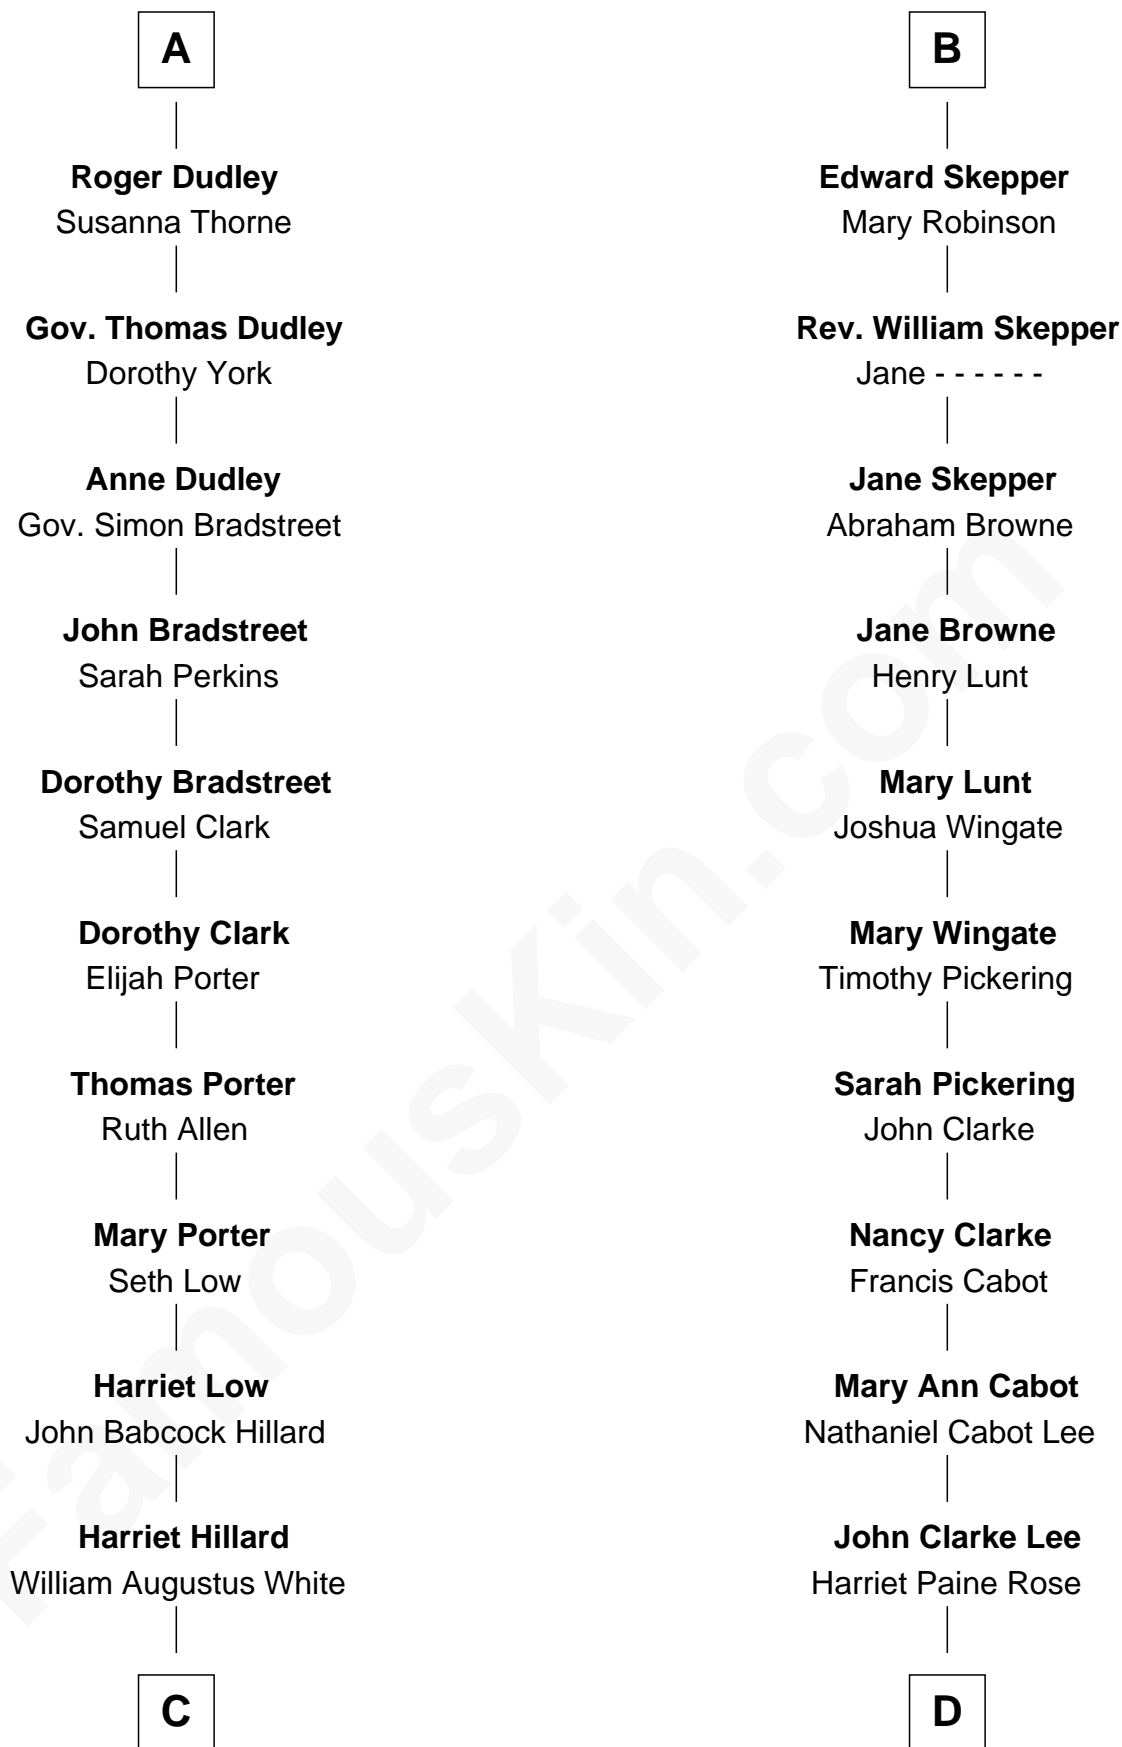 A
B
Roger Dudley
Susanna Thorne
Edward Skepper
Mary Robinson
Gov. Thomas Dudley
Dorothy York
Rev. William Skepper
Jane - - - - - -
Anne Dudley
Gov. Simon Bradstreet
Jane Skepper
Abraham Browne
John Bradstreet
Sarah Perkins
Jane Browne
Henry Lunt
Dorothy Bradstreet
Samuel Clark
Mary Lunt
Joshua Wingate
Dorothy Clark
Elijah Porter
Mary Wingate
Timothy Pickering
Thomas Porter
Ruth Allen
Sarah Pickering
John Clarke
Mary Porter
Seth Low
Nancy Clarke
Francis Cabot
Harriet Low
John Babcock Hillard
Mary Ann Cabot
Nathaniel Cabot Lee
Harriet Hillard
William Augustus White
John Clarke Lee
Harriet Paine Rose
C
D
FamousKin.com